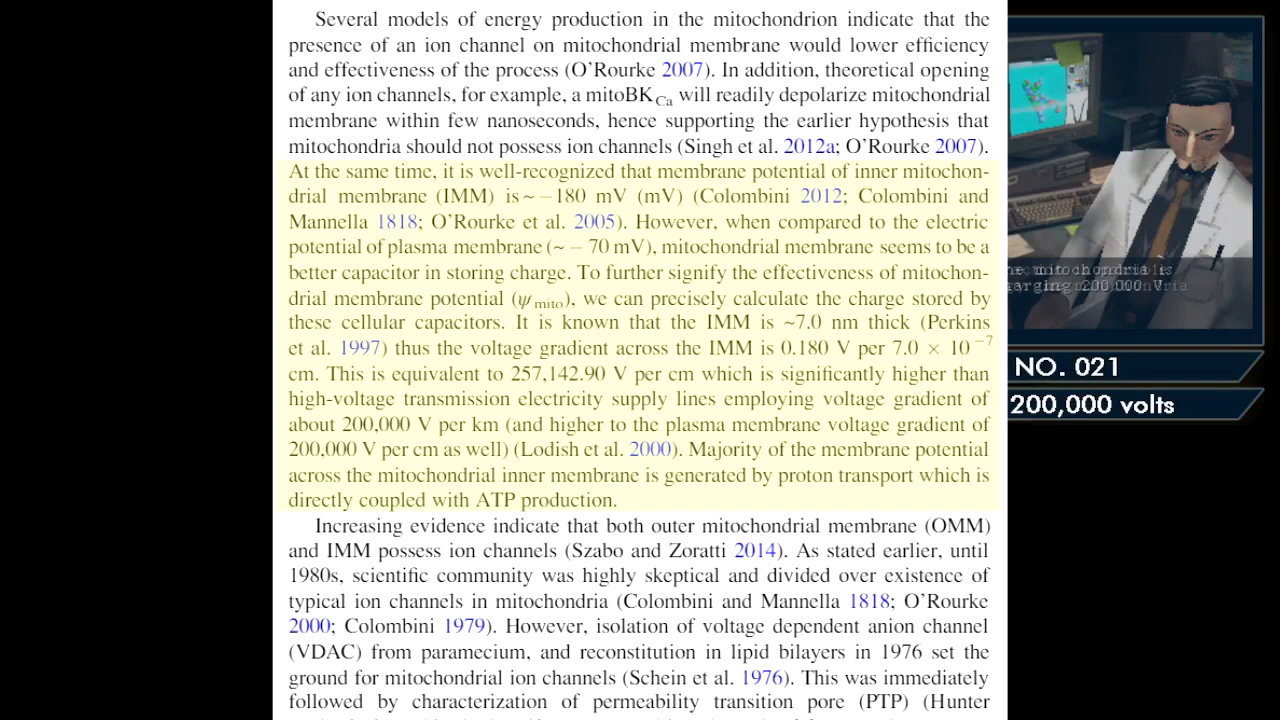 Several models of energy production in the mitochondrion indicate that the
presence of an ion channel on mitochondrial membrane would lower efficiency
and effectiveness of the process (O’Rourke 2007). In addition, theoretical opening
of any ion channels, for example, a mitoBKCa will readily depolarize mitochondrial
membrane within few nanoseconds, hence supporting the earlier hypothesis that
mitochondria should not possess ion channels (Singh et al. 2012a; O’Rourke 2007).
At the same time, it is well-recognized that membrane potential of inner mitochon-
drial membrane (IMM) is ~ −180 mV (mV) (Colombini 2012; Colombini and
Mannella 1818; O’Rourke et al. 2005). However, when compared to the electric
potential of plasma membrane (~ − 70 mV), mitochondrial membrane seems to be a
better capacitor in storing charge. To further signify the effectiveness of mitochon-
drial membrane potential (ψmito), we can precisely calculate the charge stored by
these cellular capacitors. It is known that the IMM is ~7.0 nm thick (Perkins
et al. 1997) thus the voltage gradient across the IMM is 0.180 V per 7.0 × 10−7
cm. This is equivalent to 257,142.90 V per cm which is significantly higher than
high-voltage transmission electricity supply lines employing voltage gradient of
about 200,000 V per km (and higher to the plasma membrane voltage gradient of
200,000 V per cm as well) (Lodish et al. 2000). Majority of the membrane potential
across the mitochondrial inner membrane is generated by proton transport which is
directly coupled with ATP production.
Increasing evidence indicate that both outer mitochondrial membrane (OMM)
and IMM possess ion channels (Szabo and Zoratti 2014). As stated earlier, until
1980s, scientific community was highly skeptical and divided over existence of
typical ion channels in mitochondria (Colombini and Mannella 1818; O’Rourke
2000; Colombini 1979). However, isolation of voltage dependent anion channel
(VDAC) from paramecium, and reconstitution in lipid bilayers in 1976 set the
ground for mitochondrial ion channels (Schein et al. 1976). This was immediately
followed by characterization of permeability transition pore (PTP) (Hunter
mitochondria is
200,000
NO. 021
200,000 volts